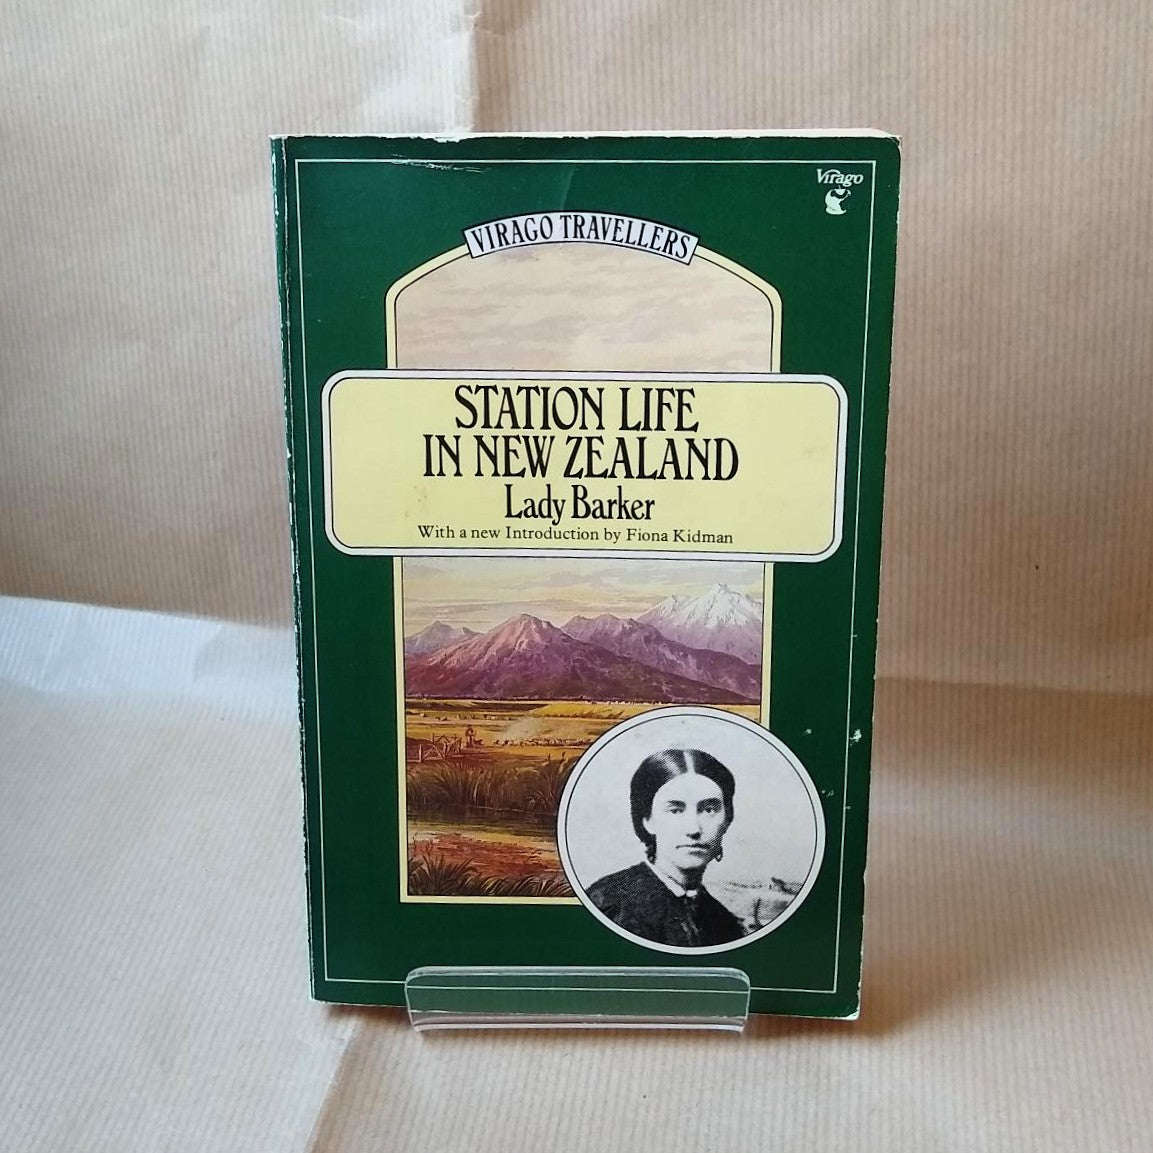 Virago
VIRAGO TRAVELLERS
STATION LIFE
IN NEW ZEALAND
Lady Barker
With a new Introduction by Fiona Kidman